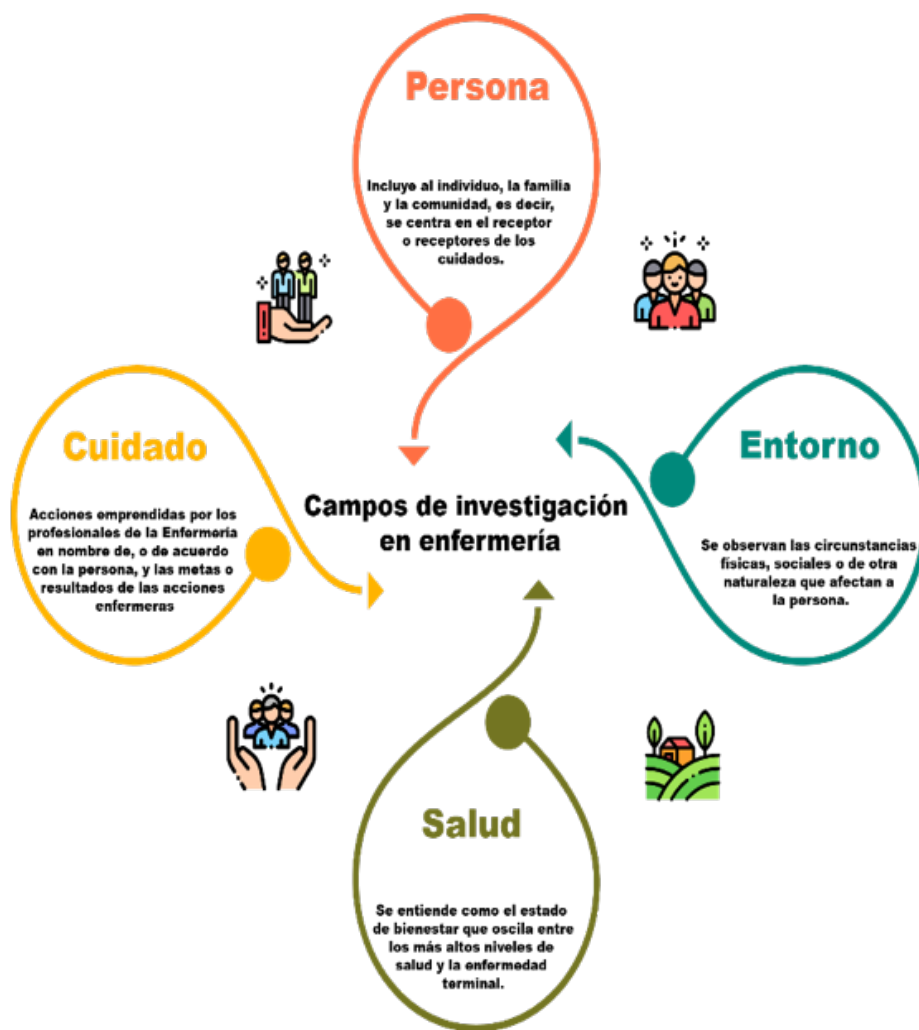 Persona
Incluye al individuo, la familia
y la comunidad, es decir,
se centra en el receptor
o receptores de los
cuidados.
Cuidado
Acciones emprendidas por los
profesionales de la Enfermería
en nombre de, o de acuerdo
con la persona, y las metas o
resultados de las acciones
enfermeras
Campos de investigación
en enfermería
Entorno
Se observan las circunstancias
físicas, sociales o de otra
naturaleza que afectan a
la persona.
Salud
Se entiende como el estado
de bienestar que oscila entre
los más altos niveles de
salud y la enfermedad
terminal.